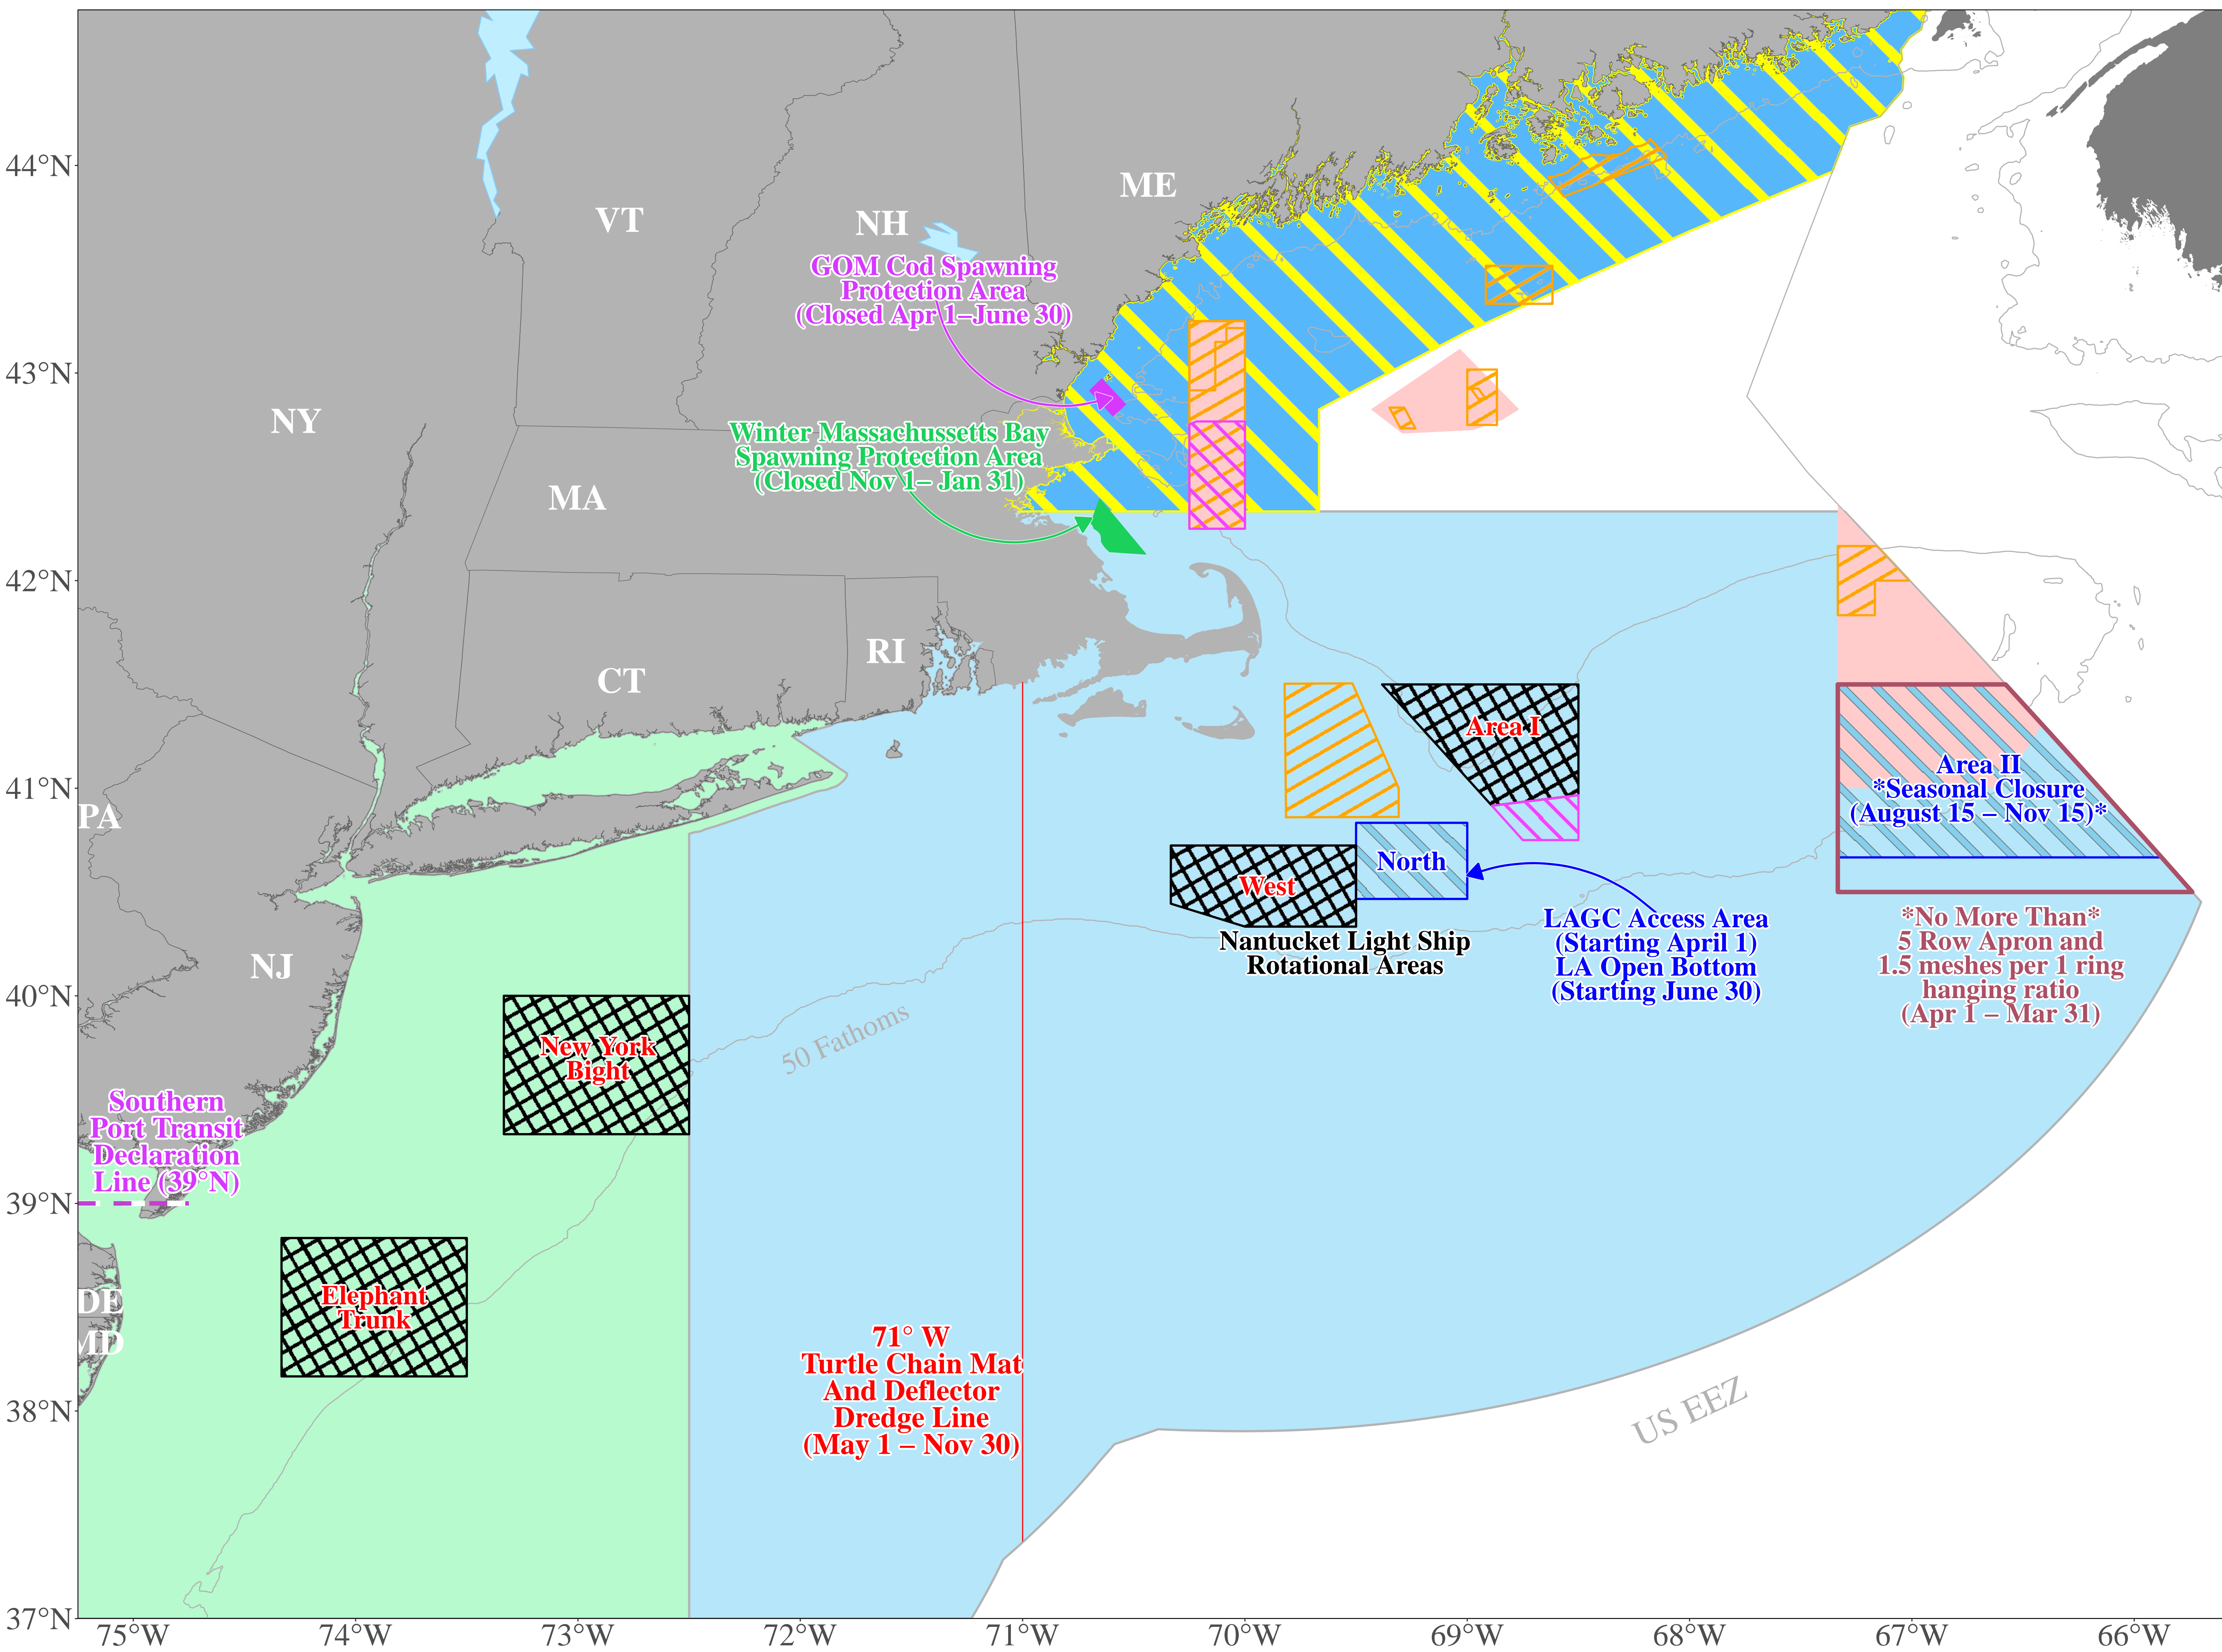 44°N
43°N
42°N
41°N
40°N
39°N
38°N
37°N
75°W
74°W
73°W
72°W
71°W
70°W
69°W
68°W
67°W
66°W
ME
VT
NH
NY
MA
CT
RI
PA
NJ
DE
MD
GOM Cod Spawning
Protection Area
(Closed Apr 1–June 30)
Winter Massachussetts Bay
Spawning Protection Area
(Closed Nov 1– Jan 31)
Area I
Area II
*Seasonal Closure
(August 15 – Nov 15)*
North
West
Nantucket Light Ship
Rotational Areas
LAGC Access Area
(Starting April 1)
LA Open Bottom
(Starting June 30)
*No More Than*
5 Row Apron and
1.5 meshes per 1 ring
hanging ratio
(Apr 1 – Mar 31)
New York
Bight
50 Fathoms
Southern
Port Transit
Declaration
Line (39°N)
Elephant
Trunk
71° W
Turtle Chain Mat
And Deflector
Dredge Line
(May 1 – Nov 30)
US EEZ